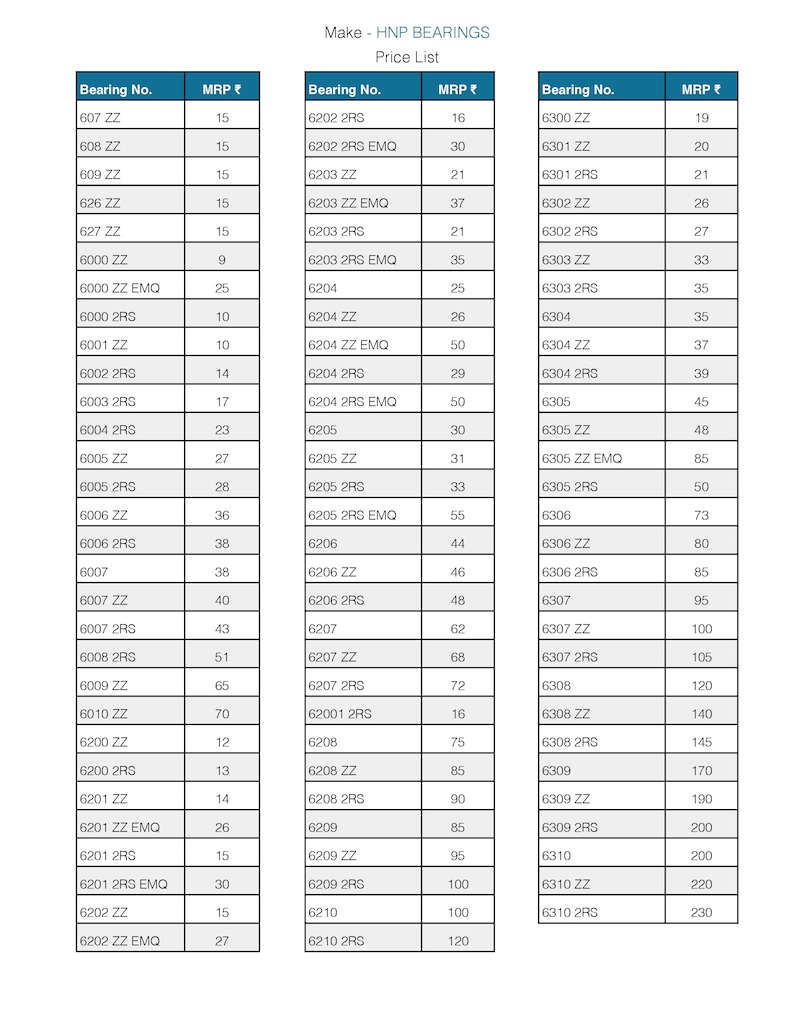 Make - HNP BEARINGS
Price List
Bearing No. MRP ₹
607 ZZ 15
608 ZZ 15
609 ZZ 15
626 ZZ 15
627 ZZ 15
6000 ZZ 9
6000 ZZ EMQ 25
6000 2RS 10
6001 ZZ 10
6002 2RS 14
6003 2RS 17
6004 2RS 23
6005 ZZ 27
6005 2RS 28
6006 ZZ 36
6006 2RS 38
6007 38
6007 ZZ 40
6007 2RS 43
6008 2RS 51
6009 ZZ 65
6010 ZZ 70
6200 ZZ 12
6200 2RS 13
6201 ZZ 14
6201 ZZ EMQ 26
6201 2RS 15
6201 2RS EMQ 30
6202 ZZ 15
6202 ZZ EMQ 27
Bearing No. MRP ₹
6202 2RS 16
6202 2RS EMQ 30
6203 ZZ 21
6203 ZZ EMQ 37
6203 2RS 21
6203 2RS EMQ 35
6204 25
6204 ZZ 26
6204 ZZ EMQ 50
6204 2RS 29
6204 2RS EMQ 50
6205 30
6205 ZZ 31
6205 2RS 33
6205 2RS EMQ 55
6206 44
6206 ZZ 46
6206 2RS 48
6207 62
6207 ZZ 68
6207 2RS 72
62001 2RS 16
6208 75
6208 ZZ 85
6208 2RS 90
6209 85
6209 ZZ 95
6209 2RS 100
6210 100
6210 2RS 120
Bearing No. MRP ₹
6300 ZZ 19
6301 ZZ 20
6301 2RS 21
6302 ZZ 26
6302 2RS 27
6303 ZZ 33
6303 2RS 35
6304 35
6304 ZZ 37
6304 2RS 39
6305 45
6305 ZZ 48
6305 ZZ EMQ 85
6305 2RS 50
6306 73
6306 ZZ 80
6306 2RS 85
6307 95
6307 ZZ 100
6307 2RS 105
6308 120
6308 ZZ 140
6308 2RS 145
6309 170
6309 ZZ 190
6309 2RS 200
6310 200
6310 ZZ 220
6310 2RS 230